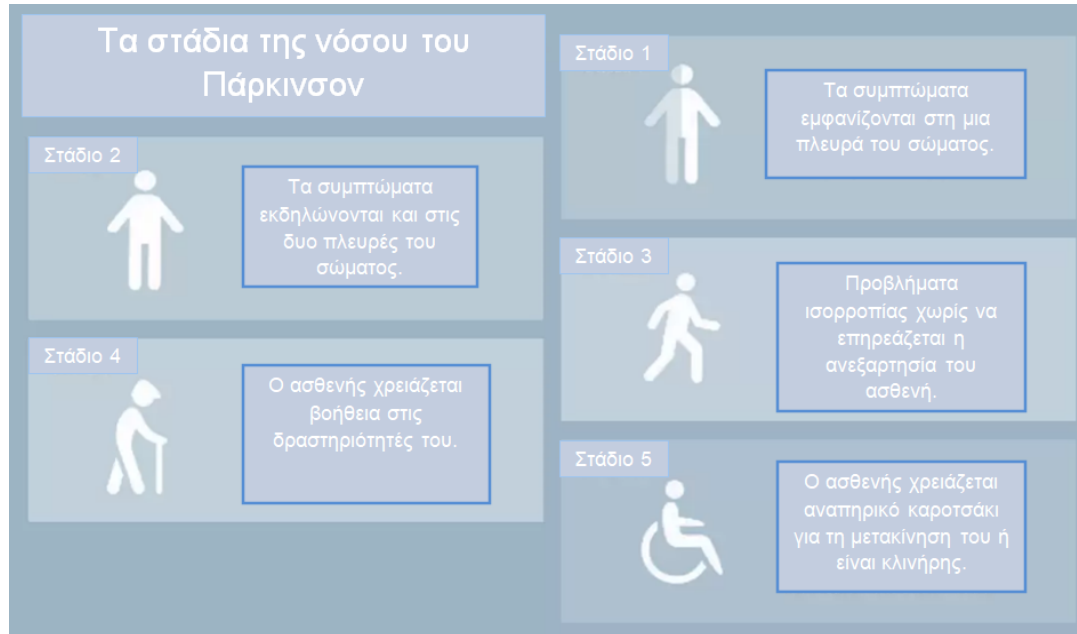 Τα στάδια της νόσου του
Πάρκινσον
Στάδιο 1
Τα συμπτώματα
εμφανίζονται στη μια
πλευρά του σώματος.
Στάδιο 2
Τα συμπτώματα
εκδηλώνονται και στις
δυο πλευρές του
σώματος.
Στάδιο 3
Προβλήματα
ισορροπίας χωρίς να
επηρεάζεται η
ανεξαρτησία του
ασθενή.
Στάδιο 4
Ο ασθενής χρειάζεται
βοήθεια στις
δραστηριότητές του.
Στάδιο 5
Ο ασθενής χρειάζεται
αναπηρικό καροτσάκι
για τη μετακίνηση του ή
είναι κλινήρης.